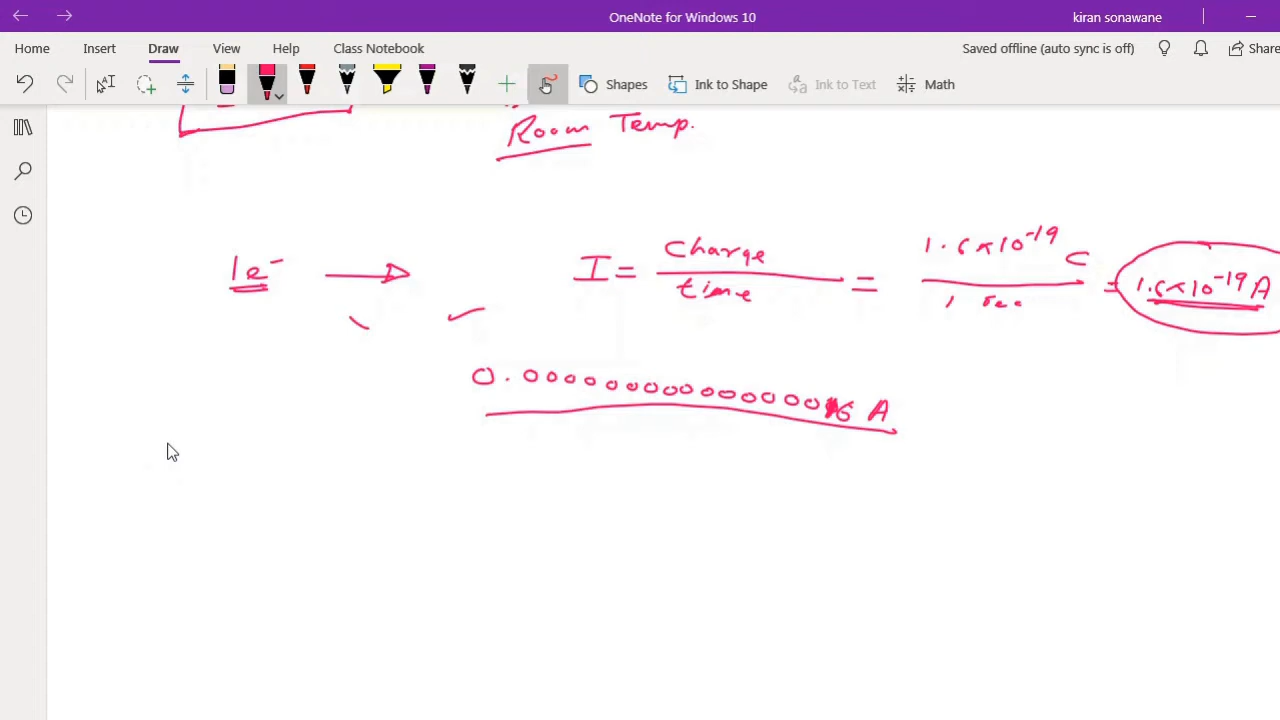 OneNote for Windows 10
kiran sonawane
Home Insert Draw View Help Class Notebook
Saved offline (auto sync is off)
Share
Shapes
Ink to Shape
Ink to Text
Math
Room Temp.
1e⁻ → I = charge / time = 1.6×10⁻¹⁹ C / 1 sec = 1.6×10⁻¹⁹ A
0.00000000000000016 A